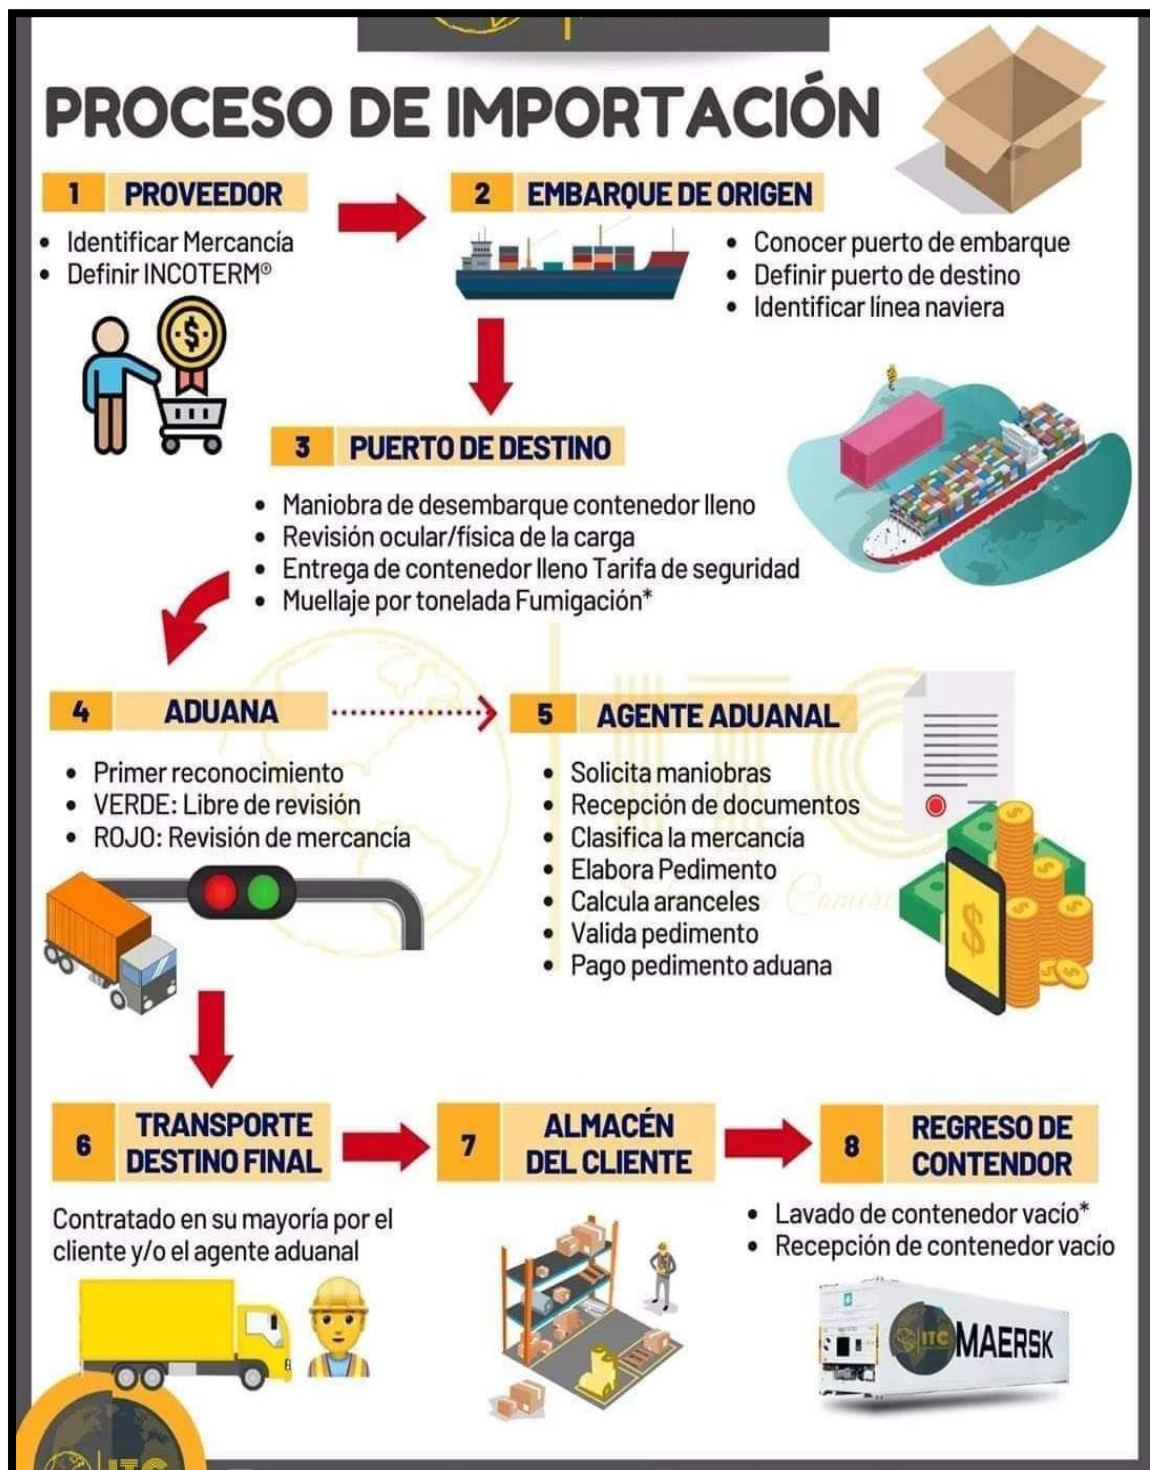 PROCESO DE IMPORTACIÓN
1 PROVEEDOR
• Identificar Mercancía
• Definir INCOTERM®
2 EMBARQUE DE ORIGEN
• Conocer puerto de embarque
• Definir puerto de destino
• Identificar línea naviera
3 PUERTO DE DESTINO
• Maniobra de desembarque contenedor lleno
• Revisión ocular/física de la carga
• Entrega de contenedor lleno Tarifa de seguridad
• Muellaje por tonelada Fumigación*
ITC
4 ADUANA
• Primer reconocimiento
• VERDE: Libre de revisión
• ROJO: Revisión de mercancía
5 AGENTE ADUANAL
• Solicita maniobras
• Recepción de documentos
• Clasifica la mercancía
• Elabora Pedimento
• Calcula aranceles
• Valida pedimento
• Pago pedimento aduana
6 TRANSPORTE
DESTINO FINAL
Contratado en su mayoría por el
cliente y/o el agente aduanal
7 ALMACÉN
DEL CLIENTE
8 REGRESO DE
CONTENDOR
• Lavado de contenedor vacío*
• Recepción de contenedor vacío
ITC MAERSK
ITC